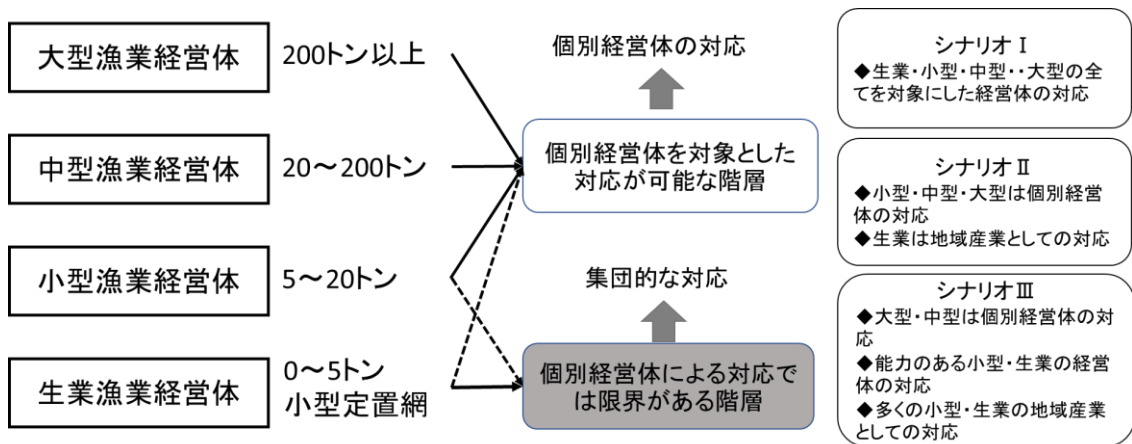 大型漁業経営体
200トン以上
中型漁業経営体
20～200トン
小型漁業経営体
5～20トン
生業漁業経営体
0～5トン
小型定置網
個別経営体の対応
個別経営体を対象とした
対応が可能な階層
集団的な対応
個別経営体による対応で
は限界がある階層
シナリオⅠ
◆生業・小型・中型・・大型の全
てを対象にした経営体の対応
シナリオⅡ
◆小型・中型・大型は個別経営
体の対応
◆生業は地域産業としての対応
シナリオⅢ
◆大型・中型は個別経営体の対
応
◆能力のある小型・生業の経営
体の対応
◆多くの小型・生業の地域産業
としての対応